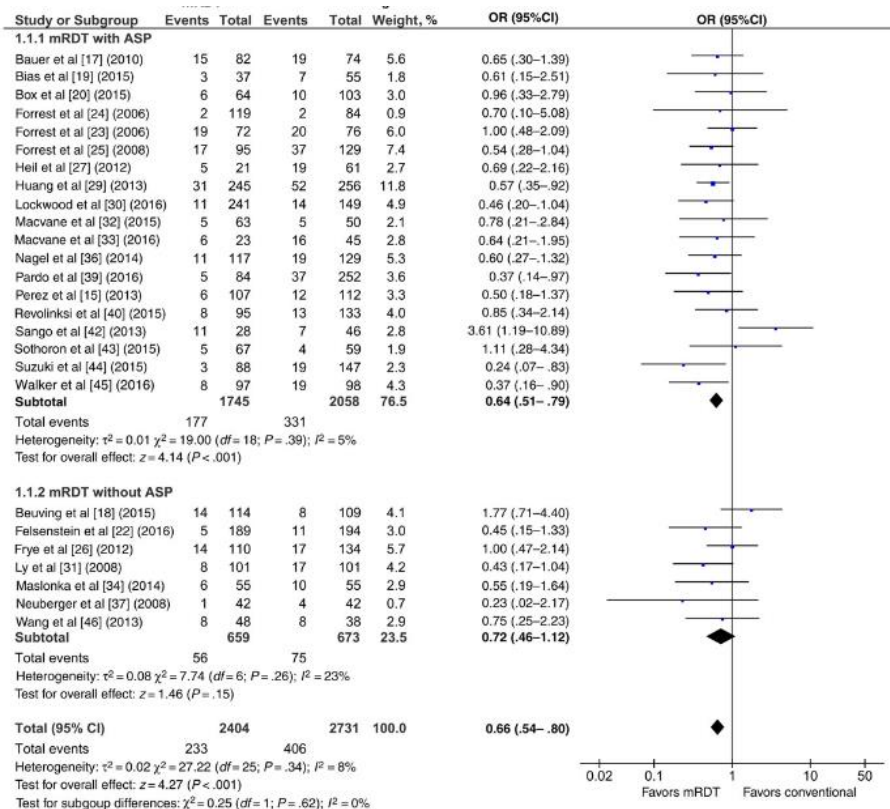 Study or Subgroup Events Total Events Total Weight, % OR (95%CI) OR (95%CI)
1.1.1 mRDT with ASP
Bauer et al [17] (2010) 15 82 19 74 5.6 0.65 (.30–1.39)
Bias et al [19] (2015) 3 37 7 55 1.8 0.61 (.15–2.51)
Box et al [20] (2015) 6 64 10 103 3.0 0.96 (.33–2.79)
Forrest et al [24] (2006) 2 119 2 84 0.9 0.70 (.10-5.08)
Forrest et al [23] (2006) 19 72 20 76 6.0 1.00 (.48–2.09)
Forrest et al [25] (2008) 17 95 37 129 7.4 0.54 (.28–1.04)
Heil et al [27] (2012) 5 21 19 61 2.7 0.69 (.22–2.16)
Huang et al [29] (2013) 31 245 52 256 11.8 0.57 (.35–.92)
Lockwood et al [30] (2016) 11 241 14 149 4.5 0.46 (.20–.1.04)
Macvane et al [32] (2015) 5 63 5 50 2.1 0.78 (.21–.2.84)
Macvane et al [33] (2016) 6 23 16 45 2.8 0.64 (.21–.1.95)
Nagel et al [36] (2014) 11 117 19 129 5.3 0.60 (.27–.1.32)
Pardo et al [39] (2016) 5 84 37 252 3.6 0.37 (.14–.97)
Perez et al [15] (2013) 6 107 12 112 3.3 0.50 (.18-1.37)
Revolinksi et al [40] (2015) 8 95 13 133 4.0 0.85 (.34–2.14)
Sango et al [42] (2013) 11 28 7 46 2.8 3.61 (1.19–10.89)
Sothoron et al [43] (2015) 5 67 4 59 1.9 1.11 (.28–4.34)
Suzuki et al [44] (2015) 3 88 19 147 2.3 0.24 (.07– .83)
Walker et al [45] (2016) 8 97 19 98 4.3 0.37 (.16– .90)
Subtotal 1745 2058 76.5 0.64 (.51– .79)
Total events 177 331
Heterogeneity: τ² = 0.01 χ² = 19.00 (df = 18; P = .39); I² = 5%
Test for overall effect: z = 4.14 (P < .001)
1.1.2 mRDT without ASP
Beuving et al [18] (2015) 14 114 8 109 4.1 1.77 (.71–4.40)
Felsenstein et al [22] (2016) 5 189 11 194 3.0 0.45 (.15–1.33)
Frye et al [26] (2012) 14 110 17 134 5.7 1.00 (.47–2.14)
Ly et al [31] (2008) 8 101 17 101 4.2 0.43 (.17–1.04)
Maslonka et al [34] (2014) 6 55 10 55 2.9 0.55 (.19–1.64)
Neuberger et al [37] (2008) 1 42 4 42 0.7 0.23 (.02–2.17)
Wang et al [46] (2013) 8 48 8 38 2.9 0.75 (.25–2.23)
Subtotal 659 673 23.5 0.72 (.46–1.12)
Total events 56 75
Heterogeneity: τ² = 0.08 χ² = 7.74 (df = 6; P = .26); I² = 23%
Test for overall effect: z = 1.46 (P = .15)
Total (95% CI) 2404 2731 100.0 0.66 (.54– .80)
Total events 233 406
Heterogeneity: τ² = 0.02 χ² = 27.22 (df = 25; P = .34); I² = 8%
Test for overall effect: z = 4.27 (P < .001)
Test for subgroup differences: χ² = 0.25 (df = 1; P = .62); I² = 0%
0.02 0.1 1 10 50
Favors mRDT Favors conventional